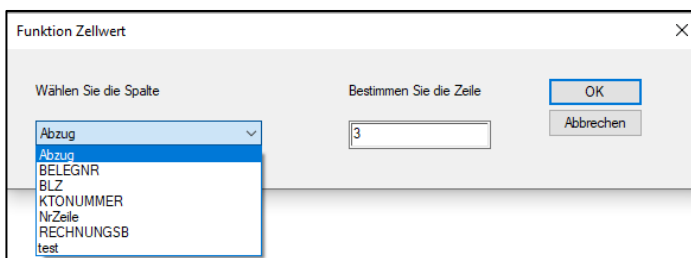 Funktion Zellwert
Wählen Sie die Spalte
Bestimmen Sie die Zeile
OK
Abbrechen
Abzug
3
Abzug
BELEGNR
BLZ
KTONUMMER
NrZeile
RECHNUNGSB
test